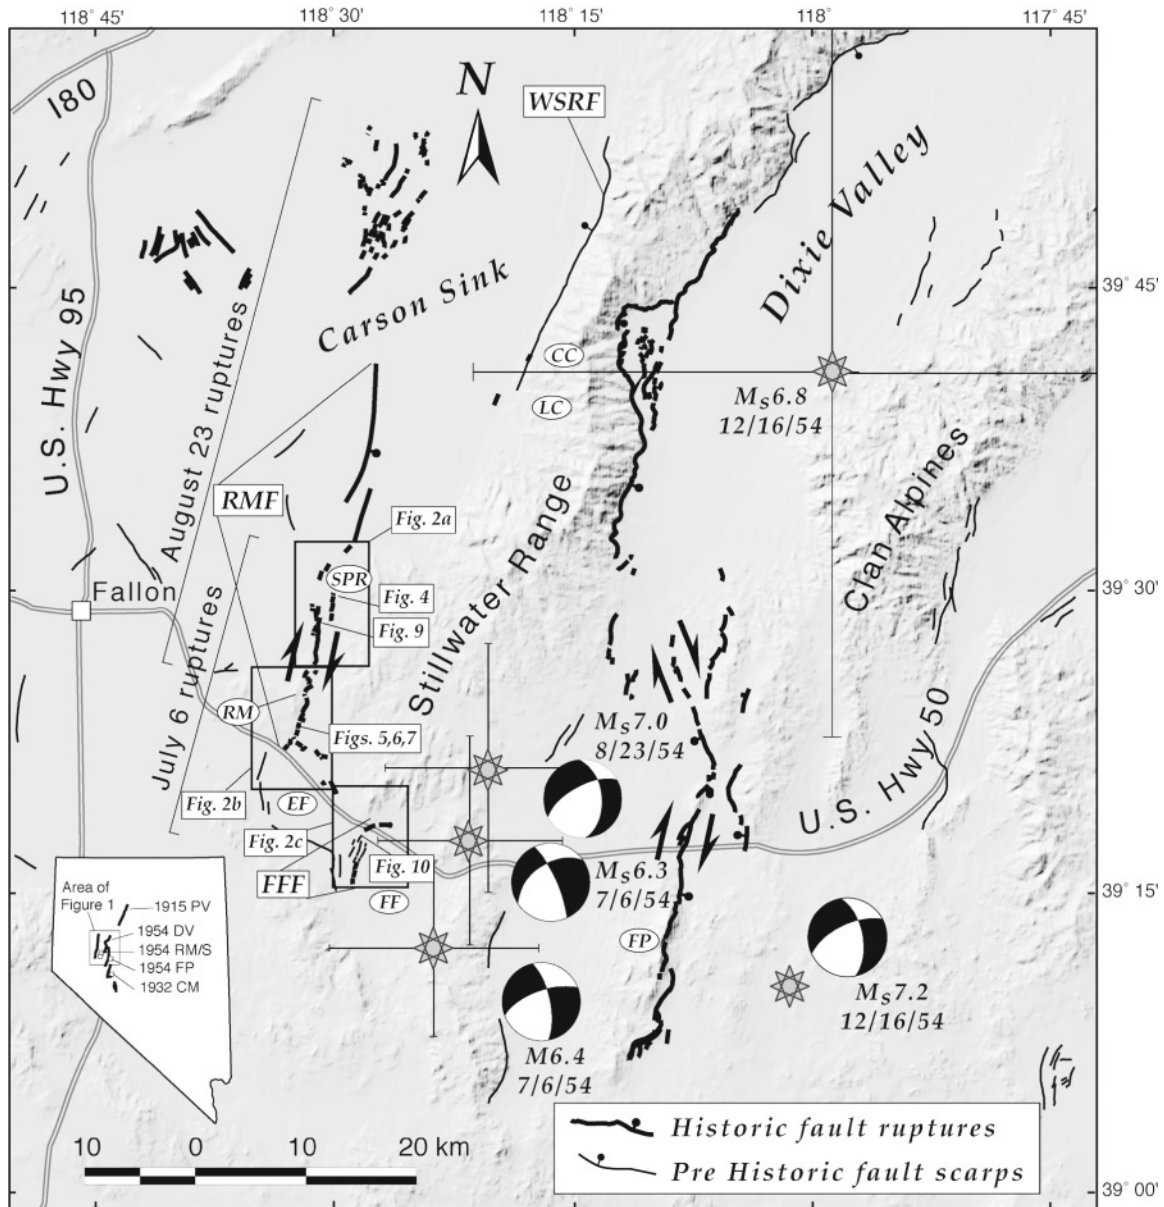 118° 45'
118° 30'
118° 15'
118°
117° 45'
I80
N
WSRF
Dixie Valley
Carson Sink
U.S. Hwy 95
August 23 ruptures
39° 45'
CC
LC
Ms6.8
12/16/54
RMF
Fig. 2a
Stillwater Range
Clan Alpines
SPR
Fallon
Fig. 4
39° 30'
Fig. 9
July 6 ruptures
RM
Figs. 5,6,7
Ms7.0
8/23/54
U.S. Hwy 50
Fig. 2b
EF
Fig. 2c
Fig. 10
FFF
FF
Ms6.3
7/6/54
39° 15'
FP
Area of
Figure 1
1915 PV
1954 DV
1954 RM/S
1954 FP
1932 CM
Ms7.2
12/16/54
M6.4
7/6/54
10 0 10 20 km
Historic fault ruptures
Pre Historic fault scarps
39° 00'